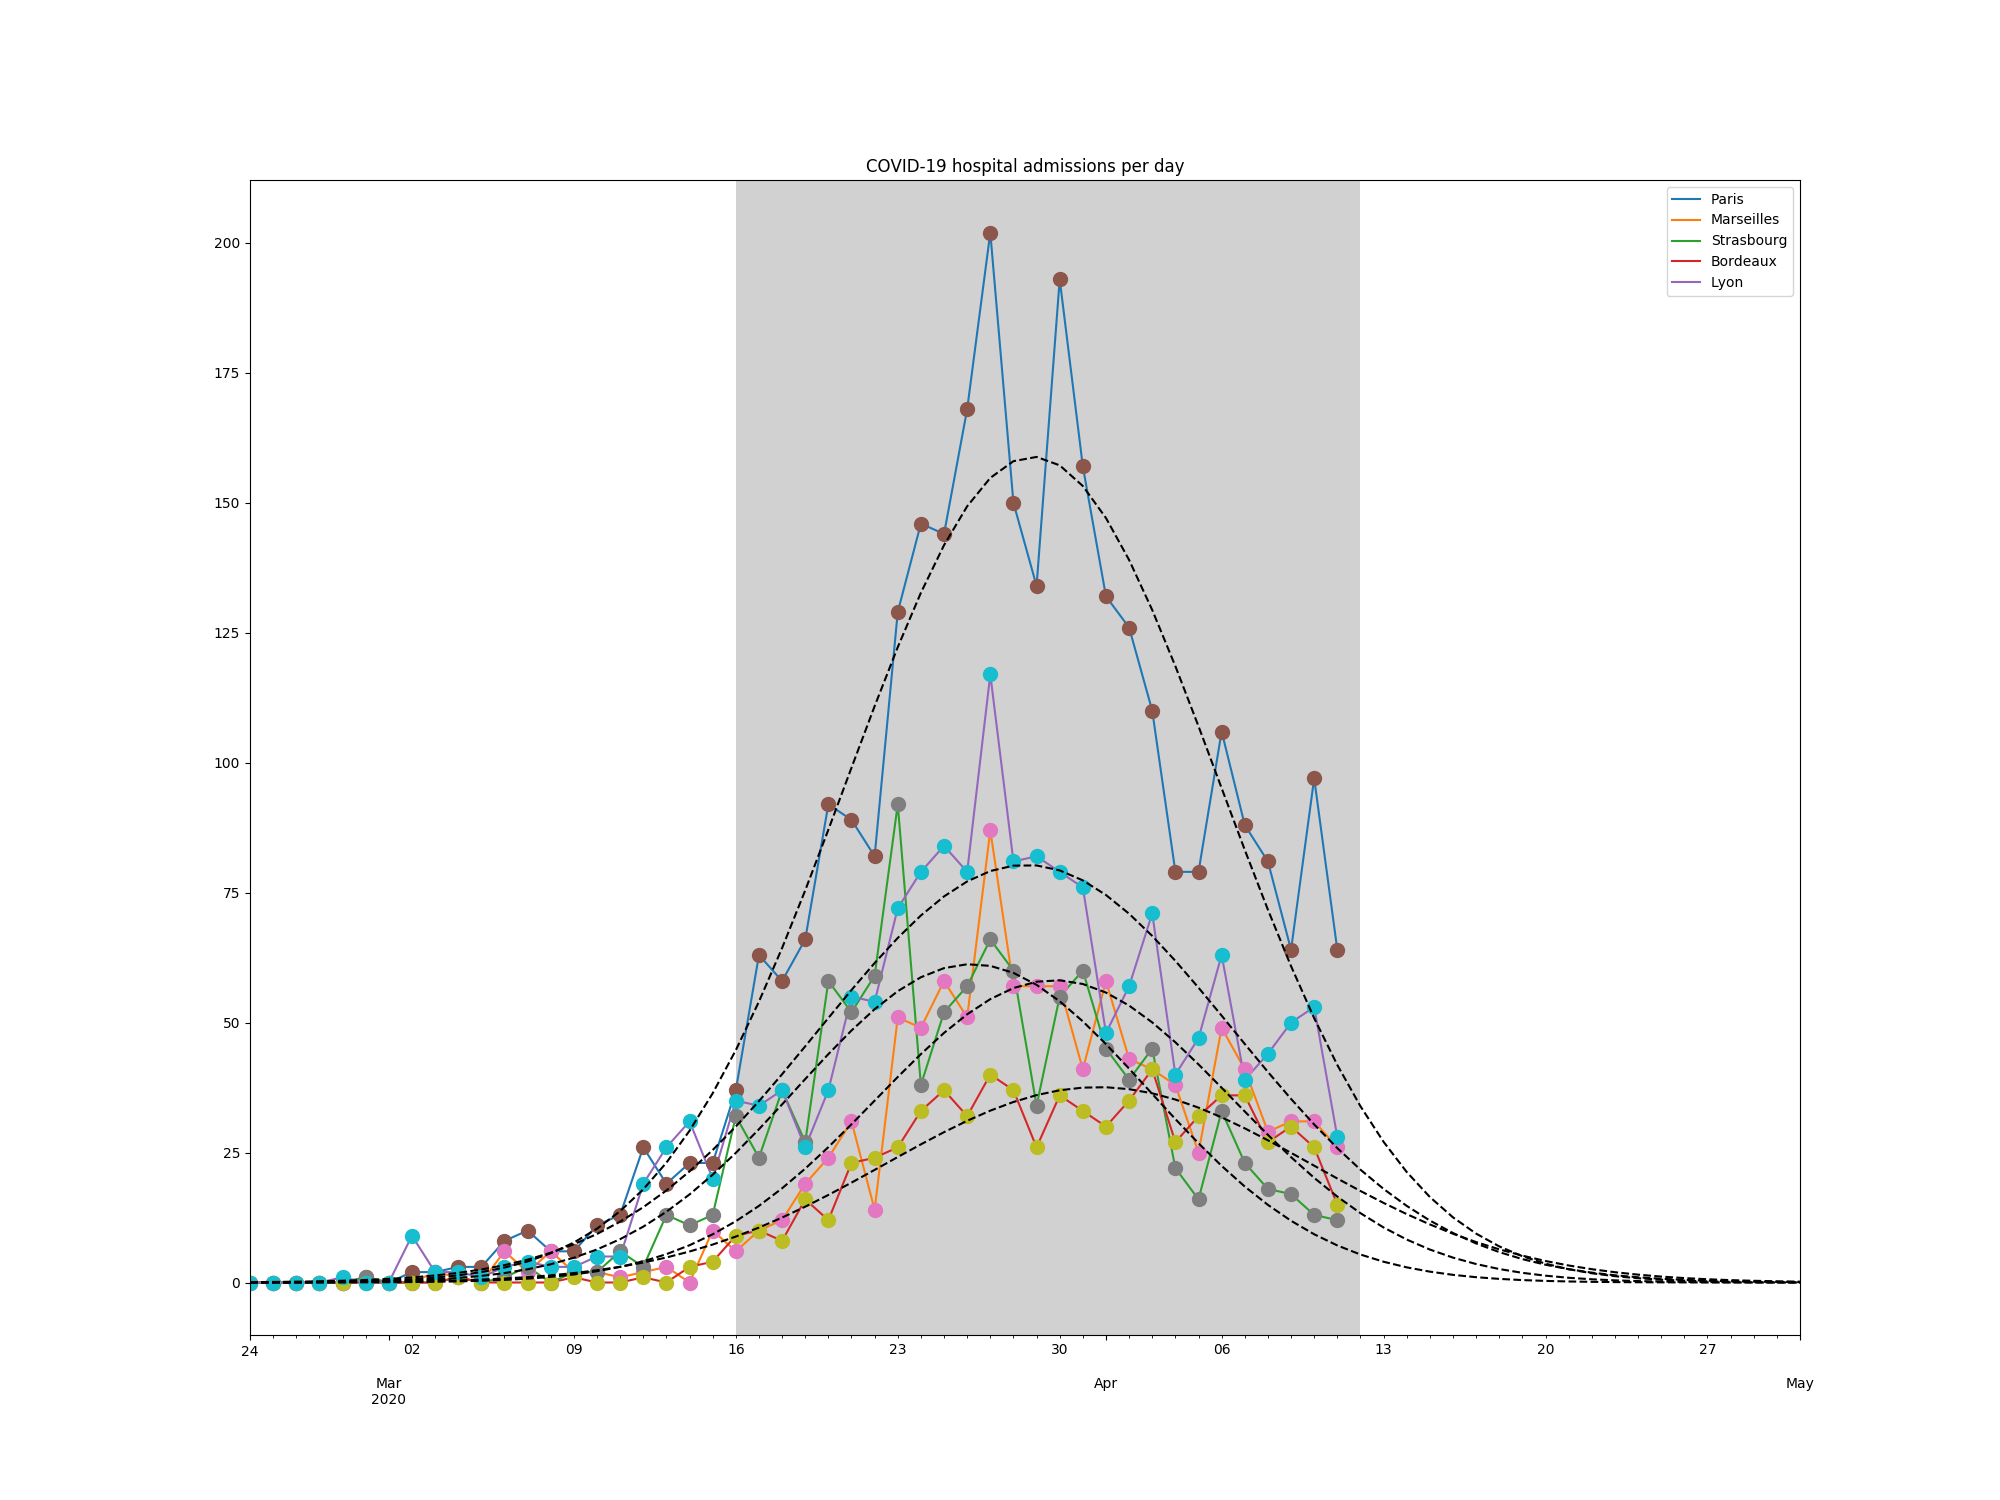 COVID-19 hospital admissions per day
Paris
Marseilles
Strasbourg
Bordeaux
Lyon
200
175
150
125
100
75
50
25
0
24 02 09 16 23 30 06 13 20 27
Mar Apr May
2020